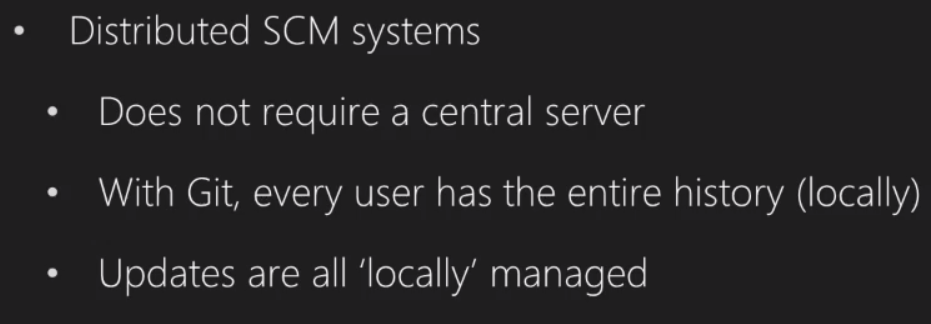 • Distributed SCM systems
• Does not require a central server
• With Git, every user has the entire history (locally)
• Updates are all ‘locally’ managed